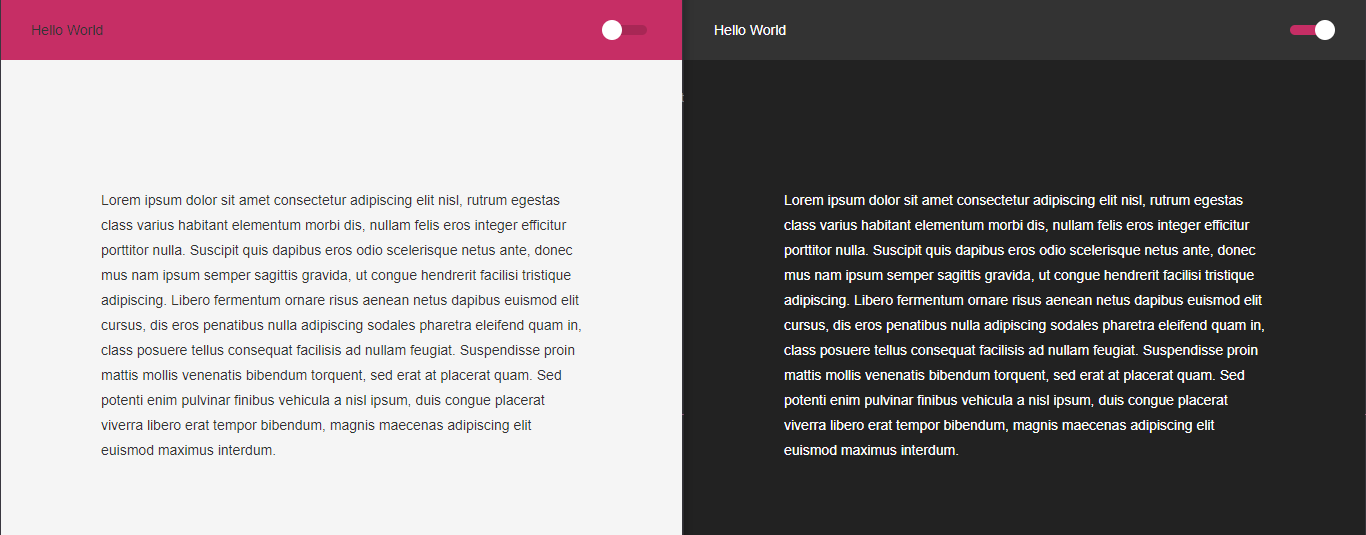 Hello World
Lorem ipsum dolor sit amet consectetur adipiscing elit nisl, rutrum egestas
class varius habitant elementum morbi dis, nullam felis eros integer efficitur
porttitor nulla. Suscipit quis dapibus eros odio scelerisque netus ante, donec
mus nam ipsum semper sagittis gravida, ut congue hendrerit facilisi tristique
adipiscing. Libero fermentum ornare risus aenean netus dapibus euismod elit
cursus, dis eros penatibus nulla adipiscing sodales pharetra eleifend quam in,
class posuere tellus consequat facilisis ad nullam feugiat. Suspendisse proin
mattis mollis venenatis bibendum torquent, sed erat at placerat quam. Sed
potenti enim pulvinar finibus vehicula a nisl ipsum, duis congue placerat
viverra libero erat tempor bibendum, magnis maecenas adipiscing elit
euismod maximus interdum.
Hello World
Lorem ipsum dolor sit amet consectetur adipiscing elit nisl, rutrum egestas
class varius habitant elementum morbi dis, nullam felis eros integer efficitur
porttitor nulla. Suscipit quis dapibus eros odio scelerisque netus ante, donec
mus nam ipsum semper sagittis gravida, ut congue hendrerit facilisi tristique
adipiscing. Libero fermentum ornare risus aenean netus dapibus euismod elit
cursus, dis eros penatibus nulla adipiscing sodales pharetra eleifend quam in,
class posuere tellus consequat facilisis ad nullam feugiat. Suspendisse proin
mattis mollis venenatis bibendum torquent, sed erat at placerat quam. Sed
potenti enim pulvinar finibus vehicula a nisl ipsum, duis congue placerat
viverra libero erat tempor bibendum, magnis maecenas adipiscing elit
euismod maximus interdum.